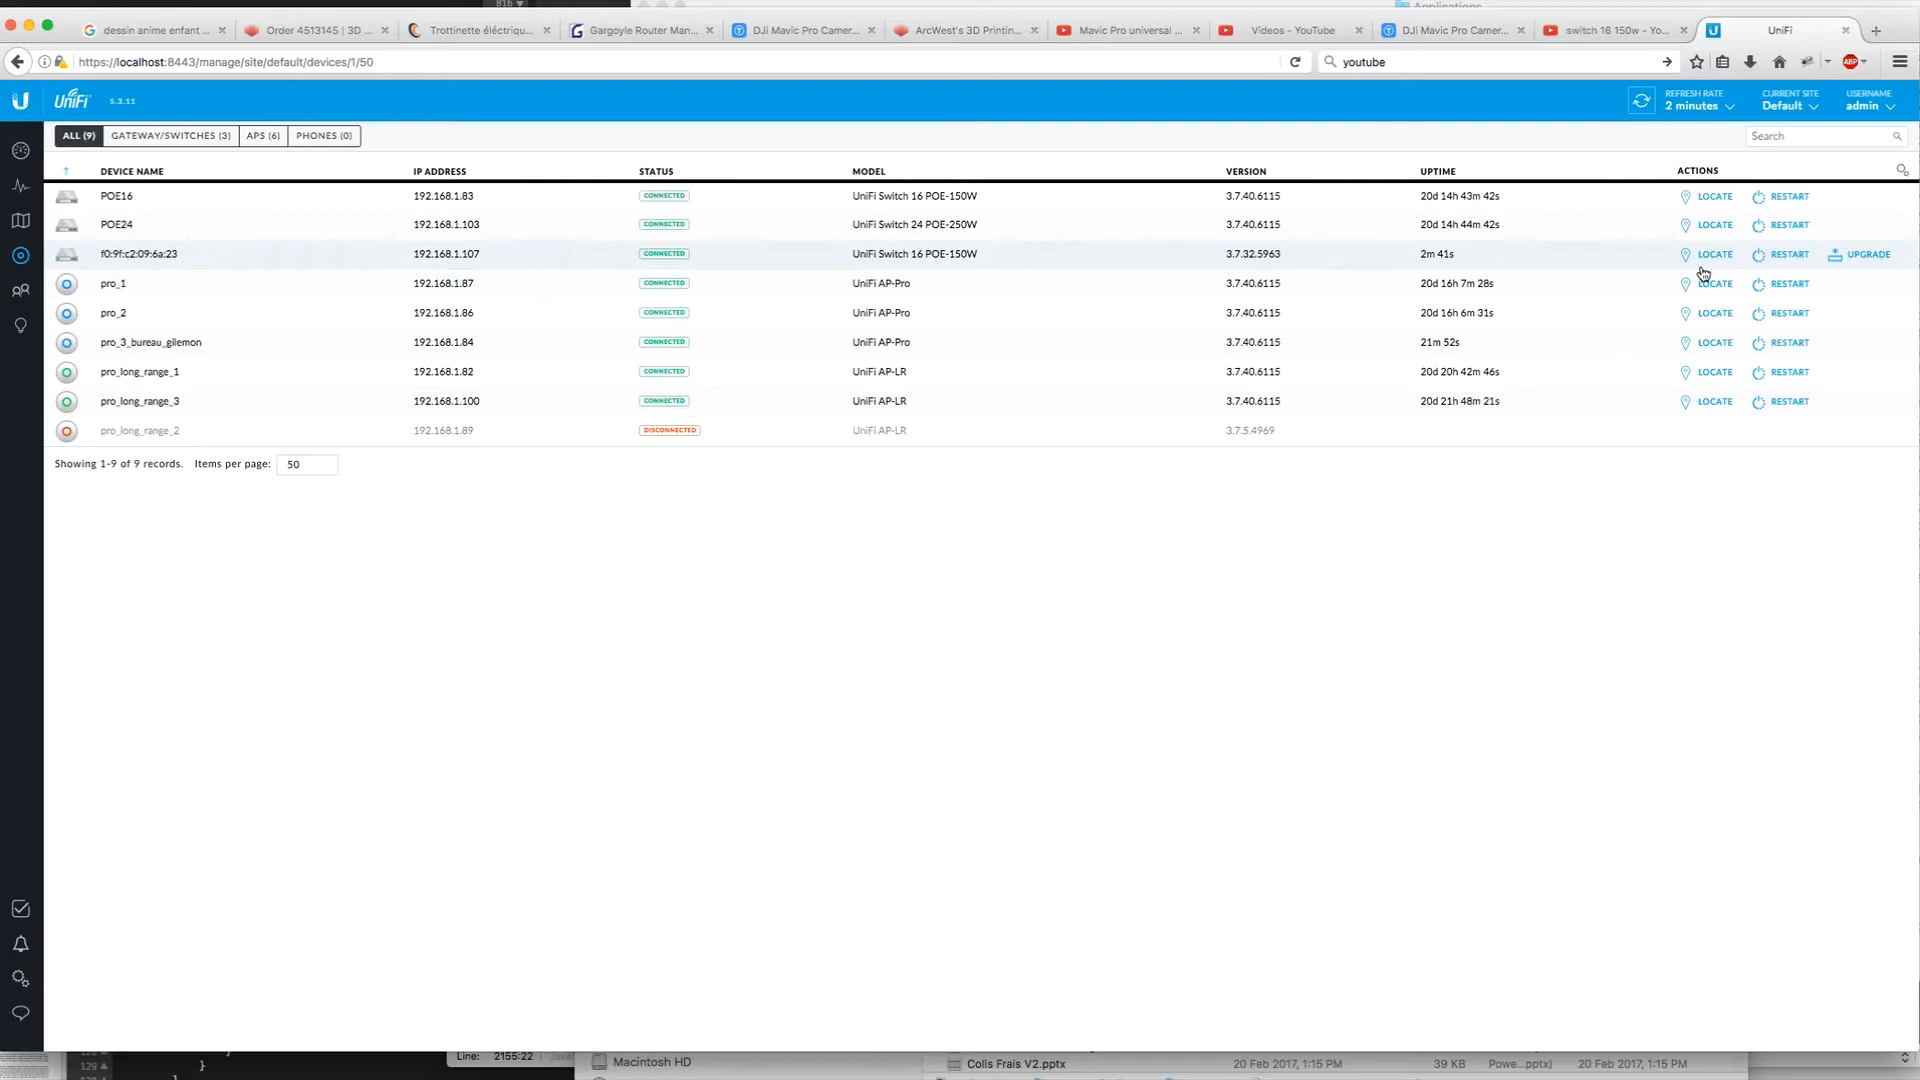 816
Applications
dessin anime enfant ...
Order 4513145 | 3D ...
Trottinette éléctriqu...
Gargoyle Router Man...
DJi Mavic Pro Camer...
ArcWest's 3D Printin...
Mavic Pro universal ...
Videos - YouTube
DJi Mavic Pro Camer...
switch 16 150w - Yo...
UniFi
https://localhost:8443/manage/site/default/devices/1/50
youtube
ABP
UniFi 5.3.11
REFRESH RATE
2 minutes
CURRENT SITE
Default
USERNAME
admin
ALL (9) GATEWAY/SWITCHES (3) APS (6) PHONES (0)
Search
DEVICE NAME IP ADDRESS STATUS MODEL VERSION UPTIME ACTIONS
POE16 192.168.1.83 CONNECTED UniFi Switch 16 POE-150W 3.7.40.6115 20d 14h 43m 42s LOCATE RESTART
POE24 192.168.1.103 CONNECTED UniFi Switch 24 POE-250W 3.7.40.6115 20d 14h 44m 42s LOCATE RESTART
f0:9f:c2:09:6a:23 192.168.1.107 CONNECTED UniFi Switch 16 POE-150W 3.7.32.5963 2m 41s LOCATE RESTART UPGRADE
pro_1 192.168.1.87 CONNECTED UniFi AP-Pro 3.7.40.6115 20d 16h 7m 28s LOCATE RESTART
pro_2 192.168.1.86 CONNECTED UniFi AP-Pro 3.7.40.6115 20d 16h 6m 31s LOCATE RESTART
pro_3_bureau_gilemon 192.168.1.84 CONNECTED UniFi AP-Pro 3.7.40.6115 21m 52s LOCATE RESTART
pro_long_range_1 192.168.1.82 CONNECTED UniFi AP-LR 3.7.40.6115 20d 20h 42m 46s LOCATE RESTART
pro_long_range_3 192.168.1.100 CONNECTED UniFi AP-LR 3.7.40.6115 20d 21h 48m 21s LOCATE RESTART
pro_long_range_2 192.168.1.89 DISCONNECTED UniFi AP-LR 3.7.5.4969
Showing 1-9 of 9 records. Items per page: 50
129 }
Line: 2155:22
Macintosh HD
Colis Frais V2.pptx 20 Feb 2017, 1:15 PM 39 KB Powe...pptx) 20 Feb 2017, 1:15 PM